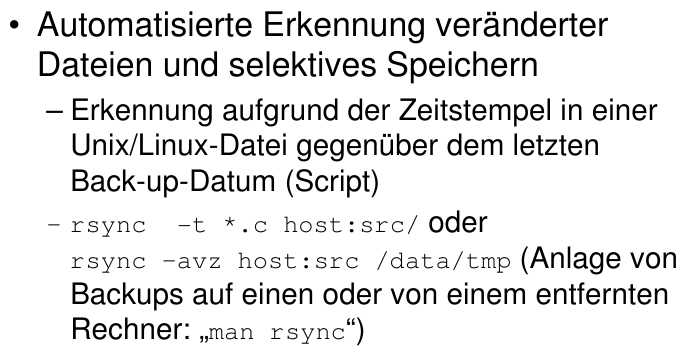 • Automatisierte Erkennung veränderter
Dateien und selektives Speichern
– Erkennung aufgrund der Zeitstempel in einer
Unix/Linux-Datei gegenüber dem letzten
Back-up-Datum (Script)
– rsync -t *.c host:src/ oder
rsync -avz host:src /data/tmp (Anlage von
Backups auf einen oder von einem entfernten
Rechner: „man rsync“)